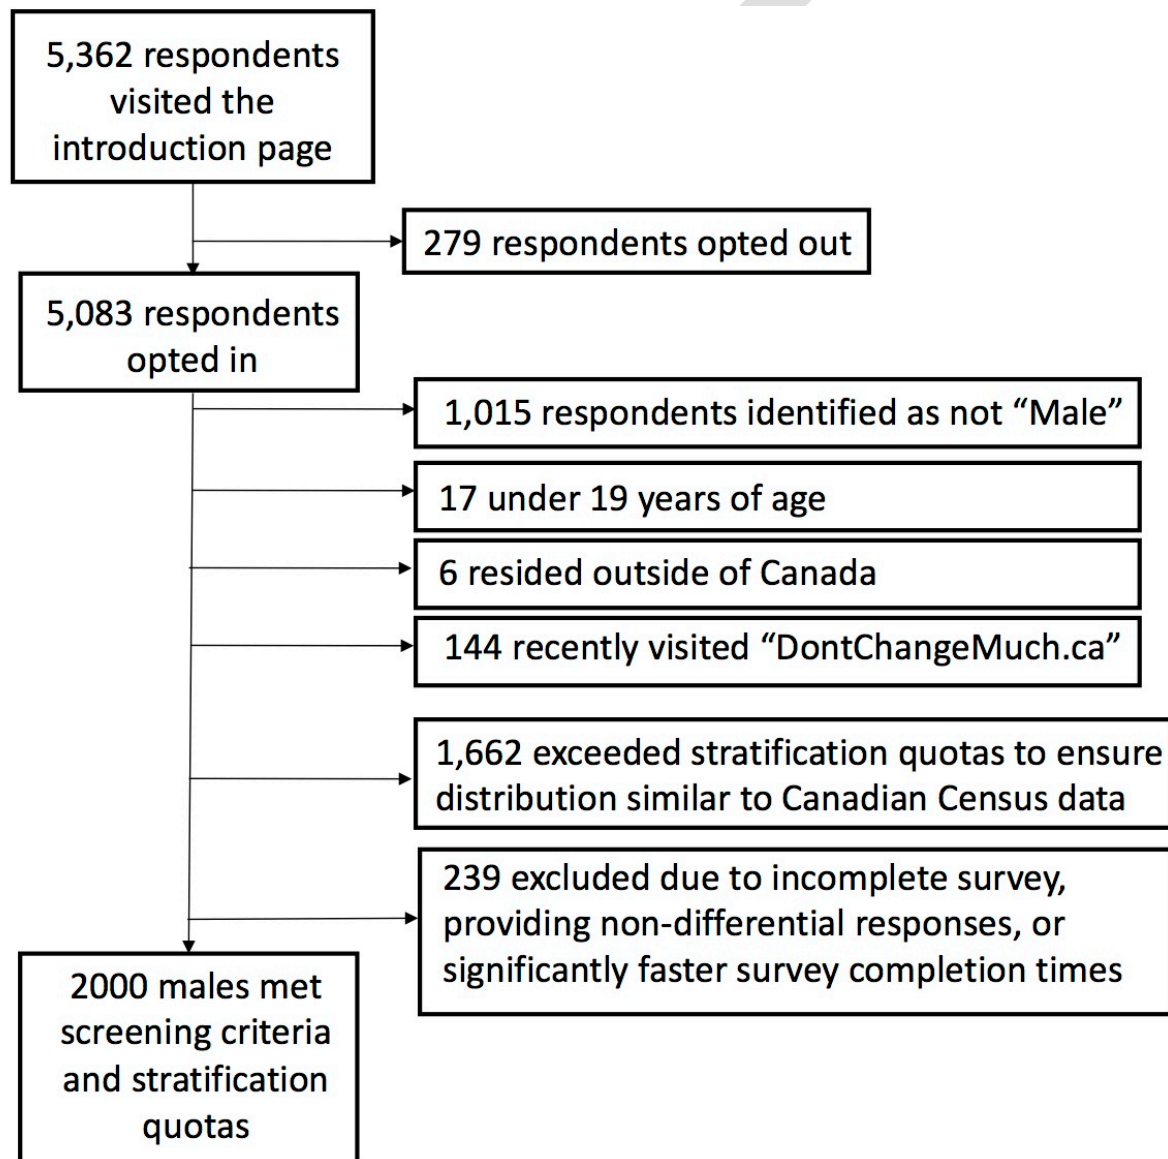 5,362 respondents
visited the
introduction page
279 respondents opted out
5,083 respondents
opted in
1,015 respondents identified as not “Male”
17 under 19 years of age
6 resided outside of Canada
144 recently visited “DontChangeMuch.ca”
1,662 exceeded stratification quotas to ensure
distribution similar to Canadian Census data
239 excluded due to incomplete survey,
providing non-differential responses, or
significantly faster survey completion times
2000 males met
screening criteria
and stratification
quotas